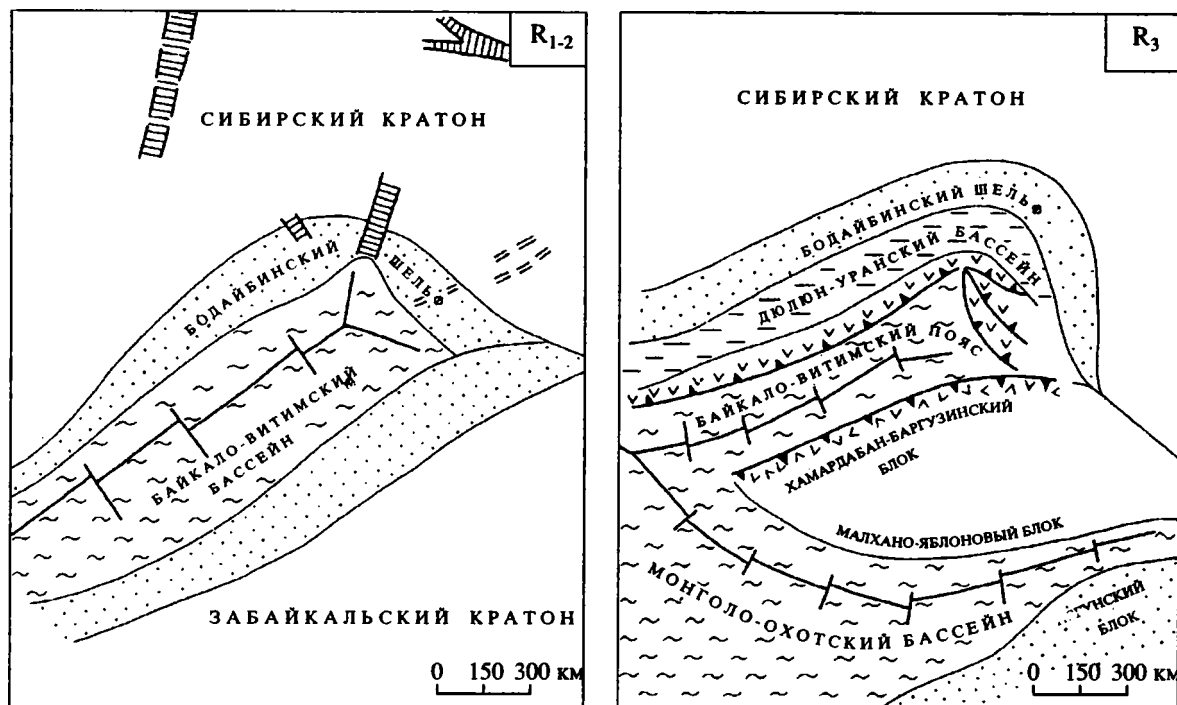 R1-2
СИБИРСКИЙ КРАТОН
БОДАЙБИНСКИЙ ШЕЛЬФ
БАЙКАЛО-ВИТИМСКИЙ
БАССЕЙН
ЗАБАЙКАЛЬСКИЙ КРАТОН
0 150 300 км
R3
СИБИРСКИЙ КРАТОН
БОДАЙБИНСКИЙ ШЕЛЬФ
ДЮЛЮН-УРАНСКИЙ БАССЕЙН
БАЙКАЛО-ВИТИМСКИЙ ПОЯС
ХАМАРДАБАН-БАРГУЗИНСКИЙ
БЛОК
МАЛХАНО-ЯБЛОНОВЫЙ БЛОК
МОНГОЛО-ОХОТСКИЙ БАССЕЙН
БЛОК
0 150 300 км